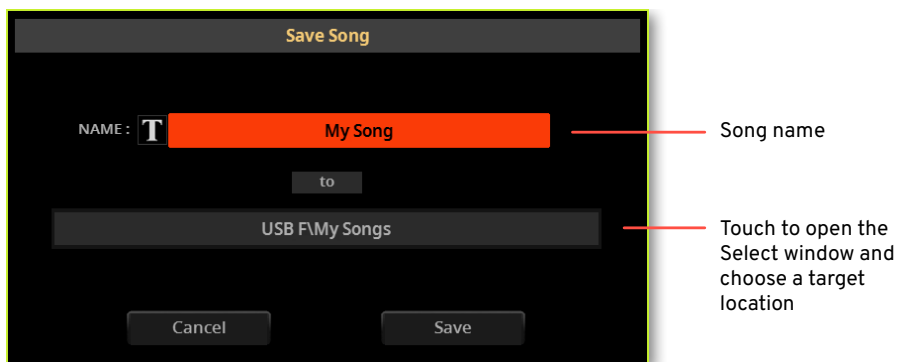 Save Song
NAME : T My Song
Song name
to
USB F\My Songs
Touch to open the
Select window and
choose a target
location
Cancel
Save